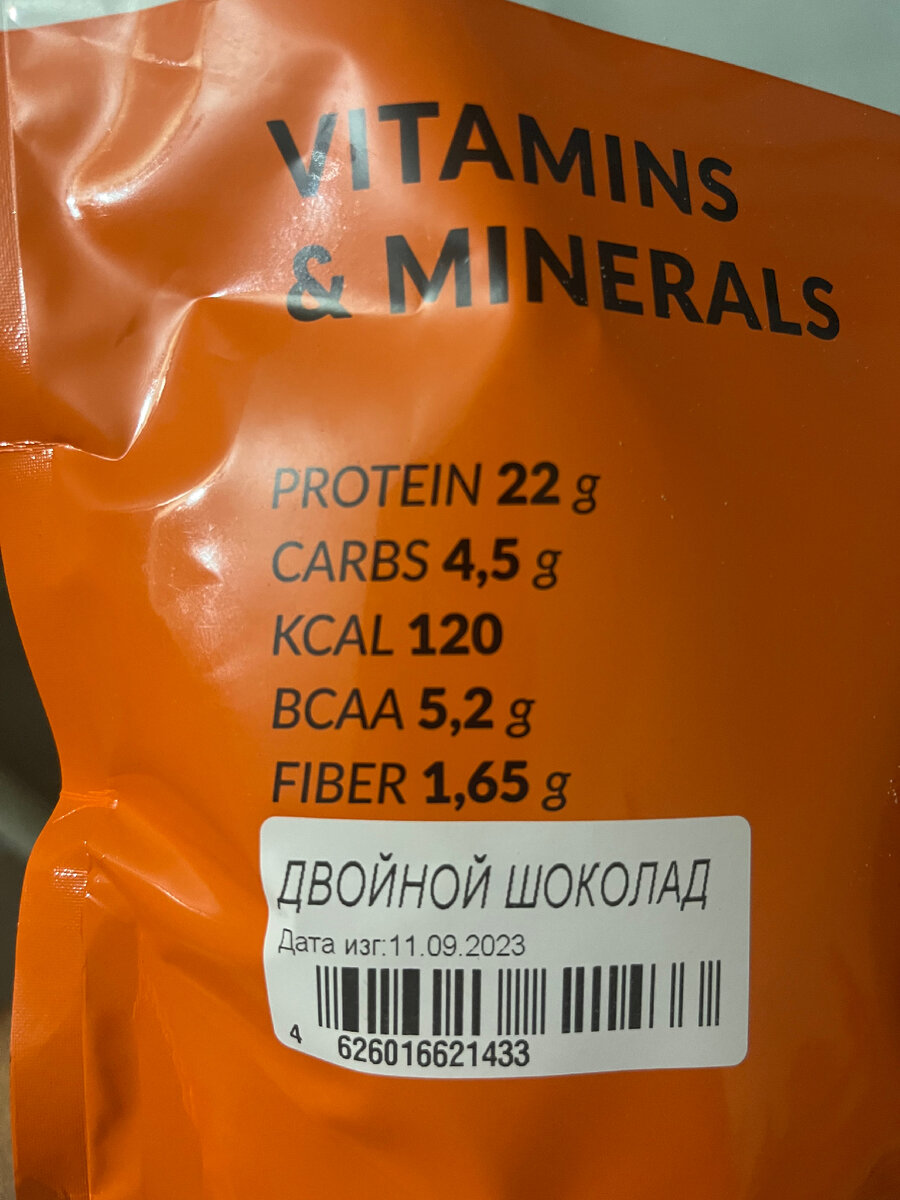 VITAMINS
& MINERALS
PROTEIN 22 g
CARBS 4,5 g
KCAL 120
BCAA 5,2 g
FIBER 1,65 g
ДВОЙНОЙ ШОКОЛАД
Дата изг:11.09.2023
4 626016621433